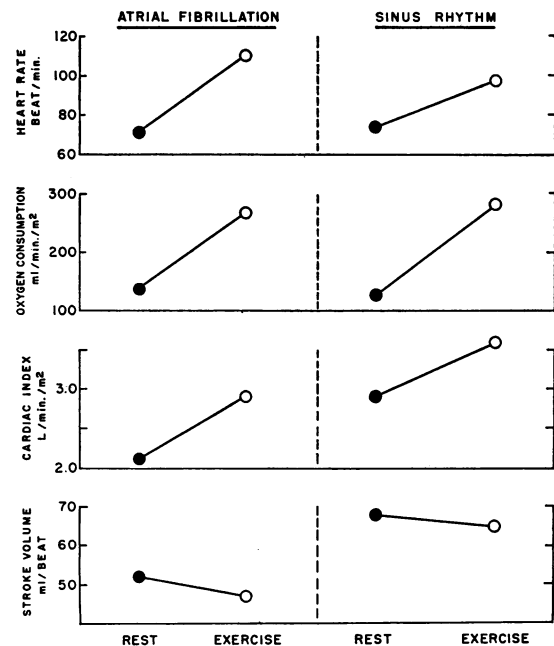 ATRIAL FIBRILLATION
SINUS RHYTHM
HEART RATE
BEAT/min.
120
100
80
60
OXYGEN CONSUMPTION
ml/min./m²
300
200
100
CARDIAC INDEX
L/min./m²
3.0
2.0
STROKE VOLUME
ml/BEAT
70
60
50
REST EXERCISE REST EXERCISE